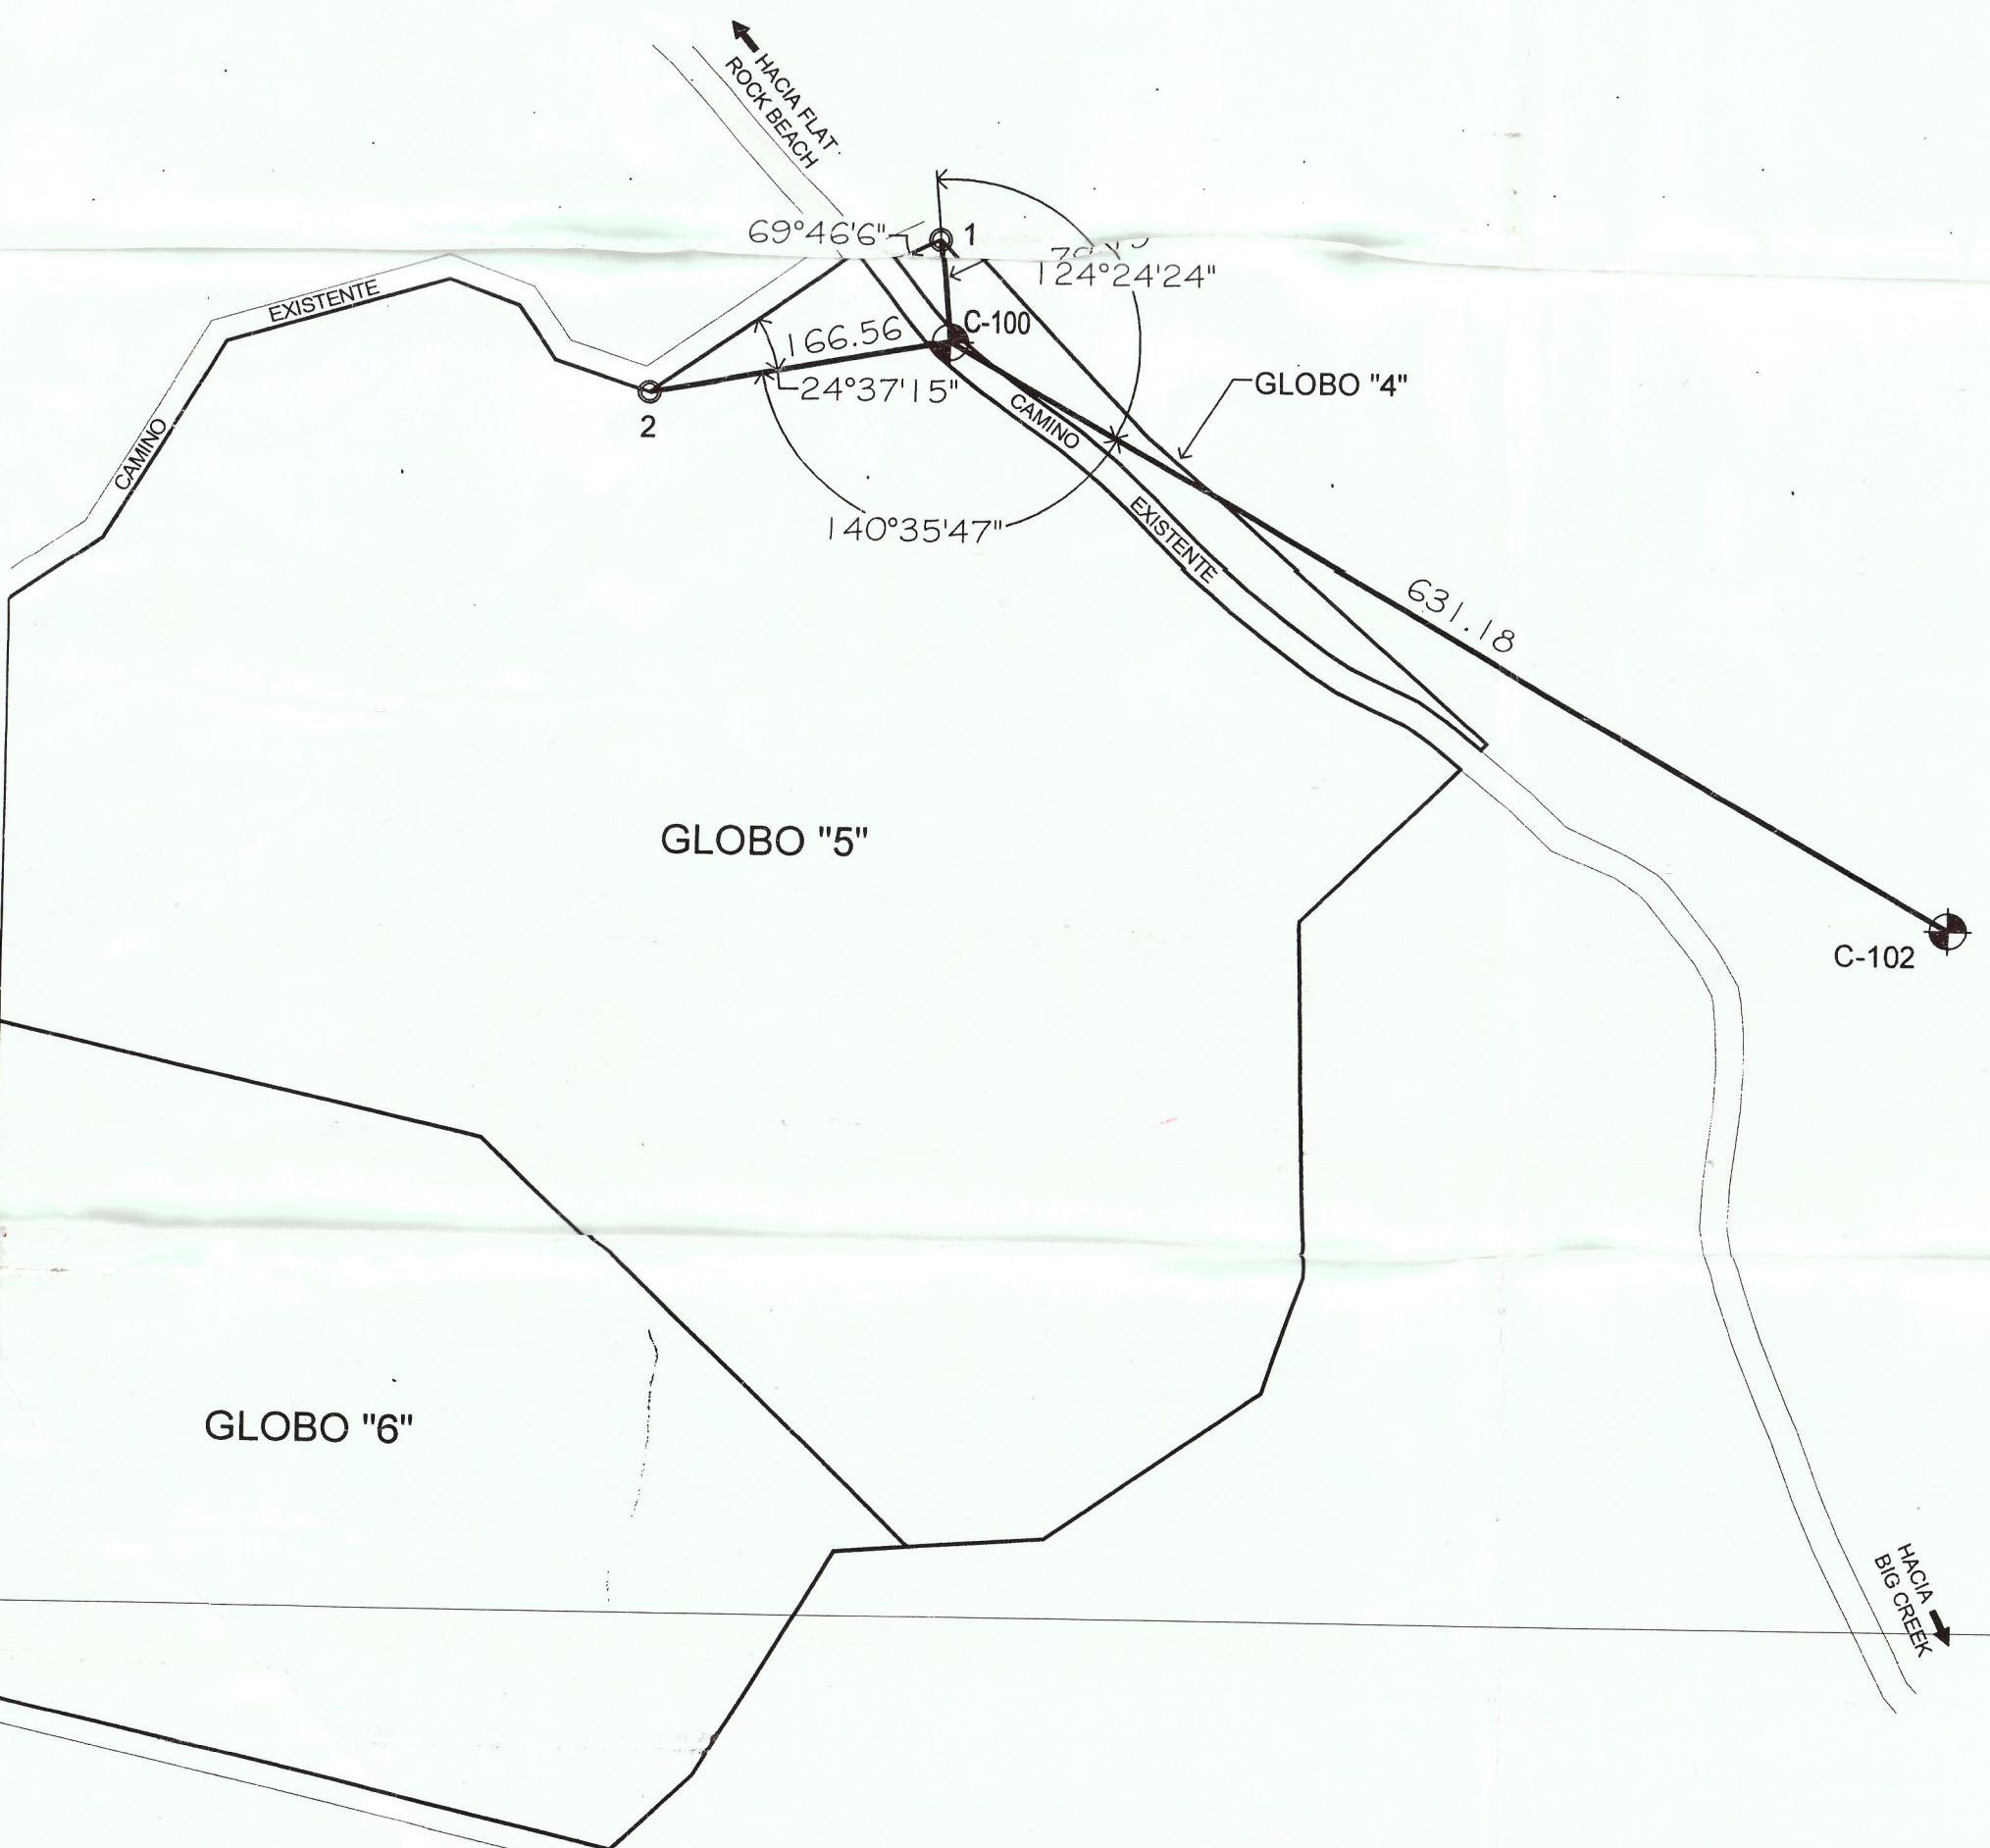 HACIA FLAT
ROCK BEACH
69°46'6"
1
124°24'24"
EXISTENTE
C-100
166.56
24°37'15"
GLOBO "4"
2
CAMINO
CAMINO
140°35'47"
EXISTENTE
631.18
GLOBO "5"
C-102
GLOBO "6"
HACIA
BIG CREEK